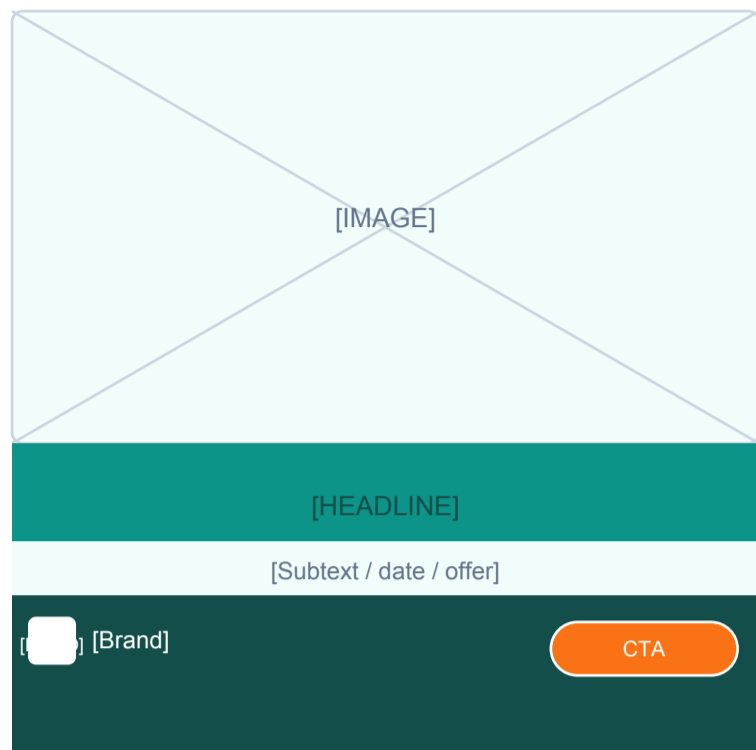 [IMAGE]
[HEADLINE]
[Subtext / date / offer]
[Brand]
CTA